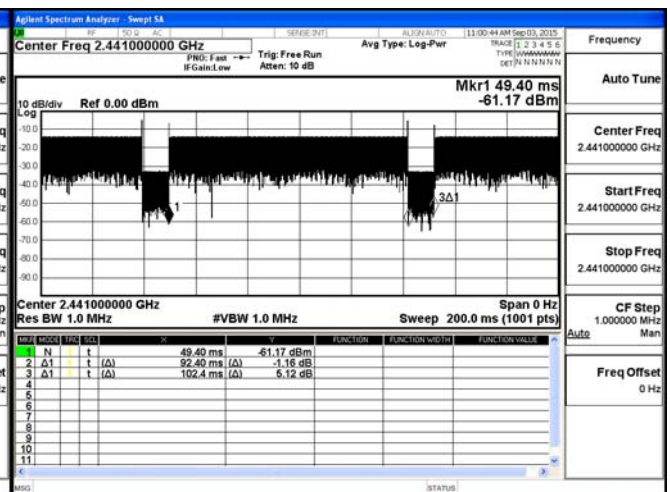 Agilent Spectrum Analyzer - Swept SA
RF 50 Ω AC SENSE:INT ALIGN AUTO 11:00:44 AM Sep 03, 2015
Center Freq 2.441000000 GHz
PNO: Fast
IFGain:Low
Trig: Free Run
Atten: 10 dB
Avg Type: Log-Pwr
TRACE 1 2 3 4 5 6
TYPE
DET N N N N N N
Mkr1 49.40 ms
-61.17 dBm
10 dB/div Ref 0.00 dBm
Log
-10.0
-20.0
-30.0
-40.0
-50.0
-60.0
-70.0
-80.0
-90.0
1
3Δ1
Center 2.441000000 GHz Span 0 Hz
Res BW 1.0 MHz #VBW 1.0 MHz Sweep 200.0 ms (1001 pts)
MKR MODE TRC SCL X Y FUNCTION FUNCTION WIDTH FUNCTION VALUE
1 N t 49.40 ms -61.17 dBm
2 Δ1 t (Δ) 92.40 ms (Δ) -1.16 dB
3 Δ1 t (Δ) 102.4 ms (Δ) 5.12 dB
4
5
6
7
8
9
10
11
MSG STATUS
Frequency
Auto Tune
Center Freq
2.441000000 GHz
Start Freq
2.441000000 GHz
Stop Freq
2.441000000 GHz
CF Step
1.000000 MHz
Auto Man
Freq Offset
0 Hz